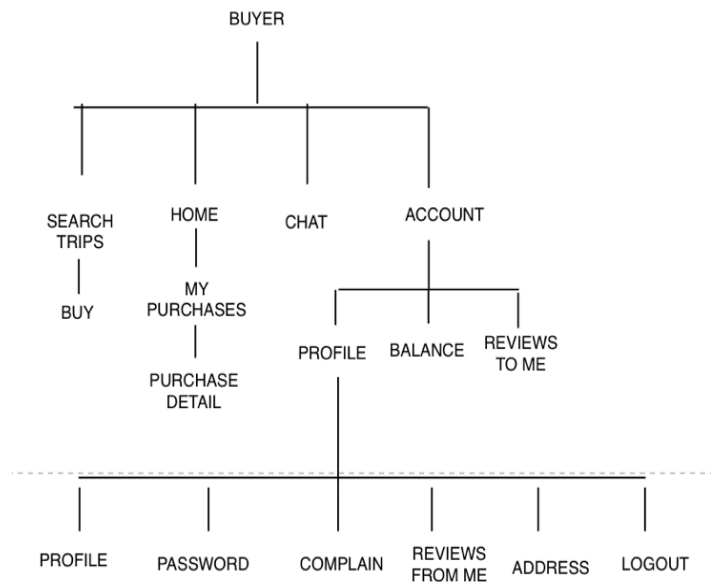 BUYER
SEARCH
TRIPS
HOME
CHAT
ACCOUNT
BUY
MY
PURCHASES
PURCHASE
DETAIL
PROFILE
BALANCE
REVIEWS
TO ME
PROFILE
PASSWORD
COMPLAIN
REVIEWS
FROM ME
ADDRESS
LOGOUT